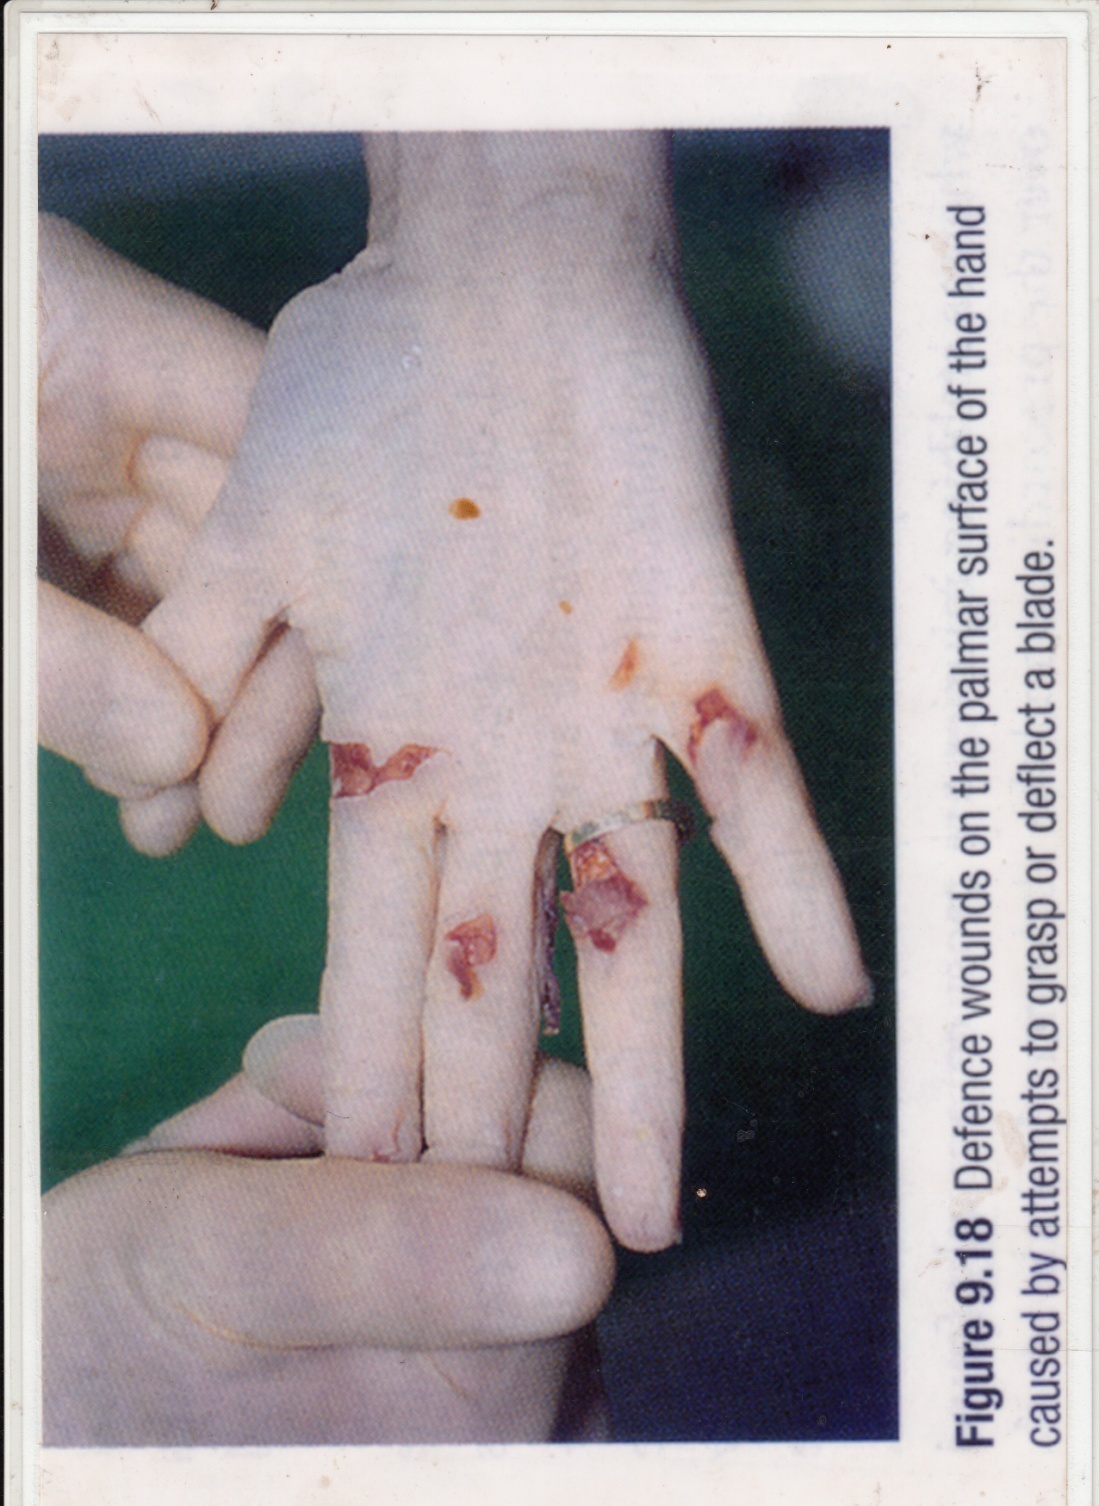 Figure 9.18 Defence wounds on the palmar surface of the hand
caused by attempts to grasp or deflect a blade.